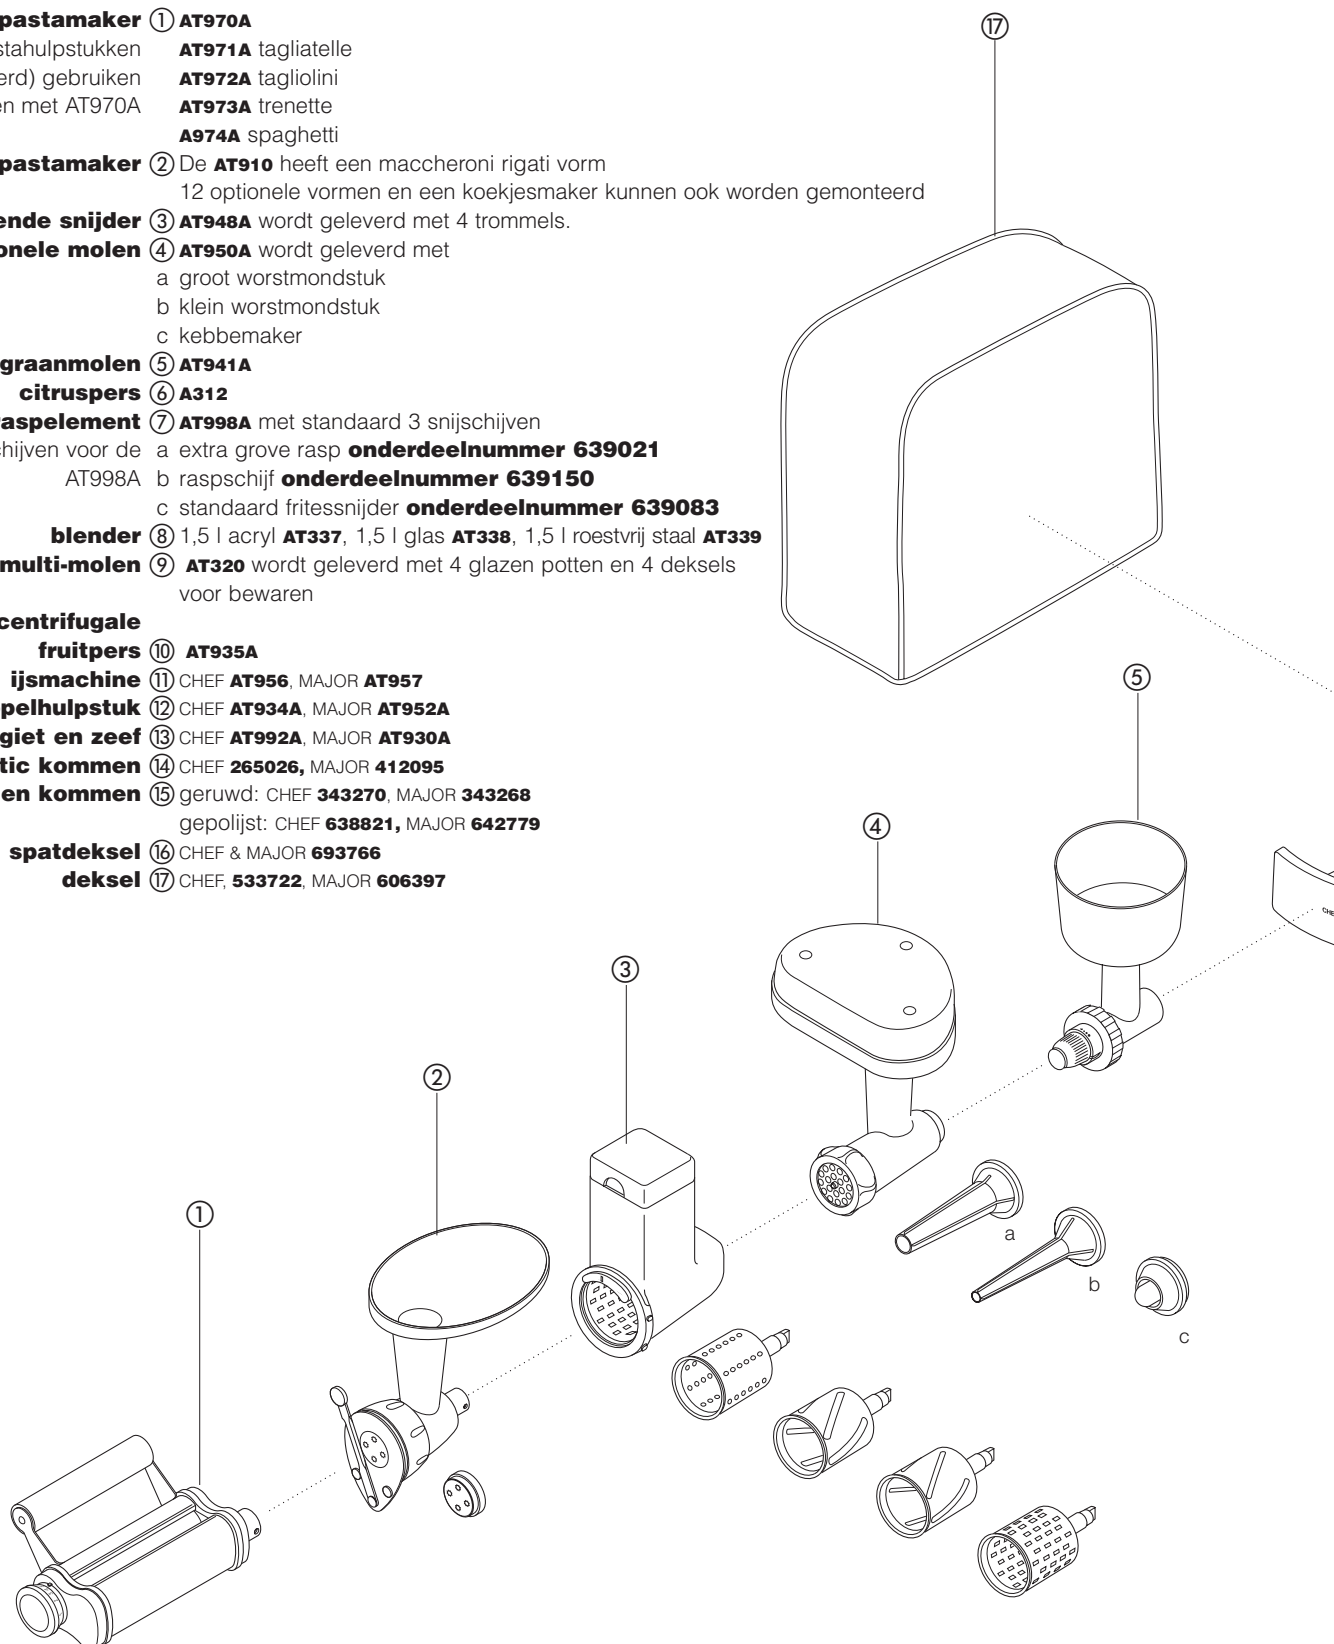 pastamaker ① AT970A
stahulpstukken AT971A tagliatelle
erd) gebruiken AT972A tagliolini
en met AT970A AT973A trenette
A974A spaghetti
pastamaker ② De AT910 heeft een maccheroni rigati vorm
12 optionele vormen en een koekjesmaker kunnen ook worden gemonteerd
ende snijder ③ AT948A wordt geleverd met 4 trommels.
onele molen ④ AT950A wordt geleverd met
a groot worstmondstuk
b klein worstmondstuk
c kebbemaker
graanmolen ⑤ AT941A
citruspers ⑥ A312
raspelement ⑦ AT998A met standaard 3 snijschijven
chijven voor de a extra grove rasp onderdeelnummer 639021
AT998A b raspschijf onderdeelnummer 639150
c standaard fritessnijder onderdeelnummer 639083
blender ⑧ 1,5 l acryl AT337, 1,5 l glas AT338, 1,5 l roestvrij staal AT339
multi-molen ⑨ AT320 wordt geleverd met 4 glazen potten en 4 deksels
voor bewaren
centrifugale
fruitpers ⑩ AT935A
ijsmachine ⑪ CHEF AT956, MAJOR AT957
pelhulpstuk ⑫ CHEF AT934A, MAJOR AT952A
giet en zeef ⑬ CHEF AT992A, MAJOR AT930A
tic kommen ⑭ CHEF 265026, MAJOR 412095
en kommen ⑮ geruwd: CHEF 343270, MAJOR 343268
gepolijst: CHEF 638821, MAJOR 642779
spatdeksel ⑯ CHEF & MAJOR 693766
deksel ⑰ CHEF, 533722, MAJOR 606397
⑰
⑤
④
CHE
③
②
①
a
b
c